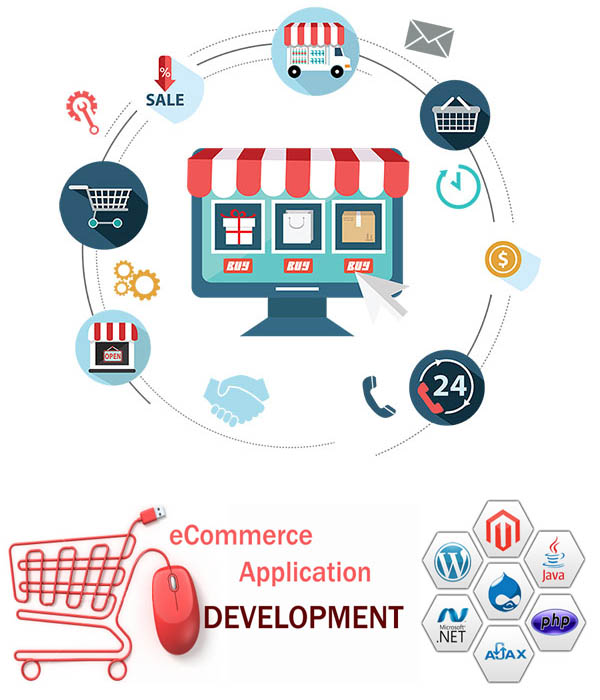 %
SALE
BUY BUY BUY
$
OPEN
24
eCommerce
Application
DEVELOPMENT
W
Java
Microsoft
.NET
php
AJAX